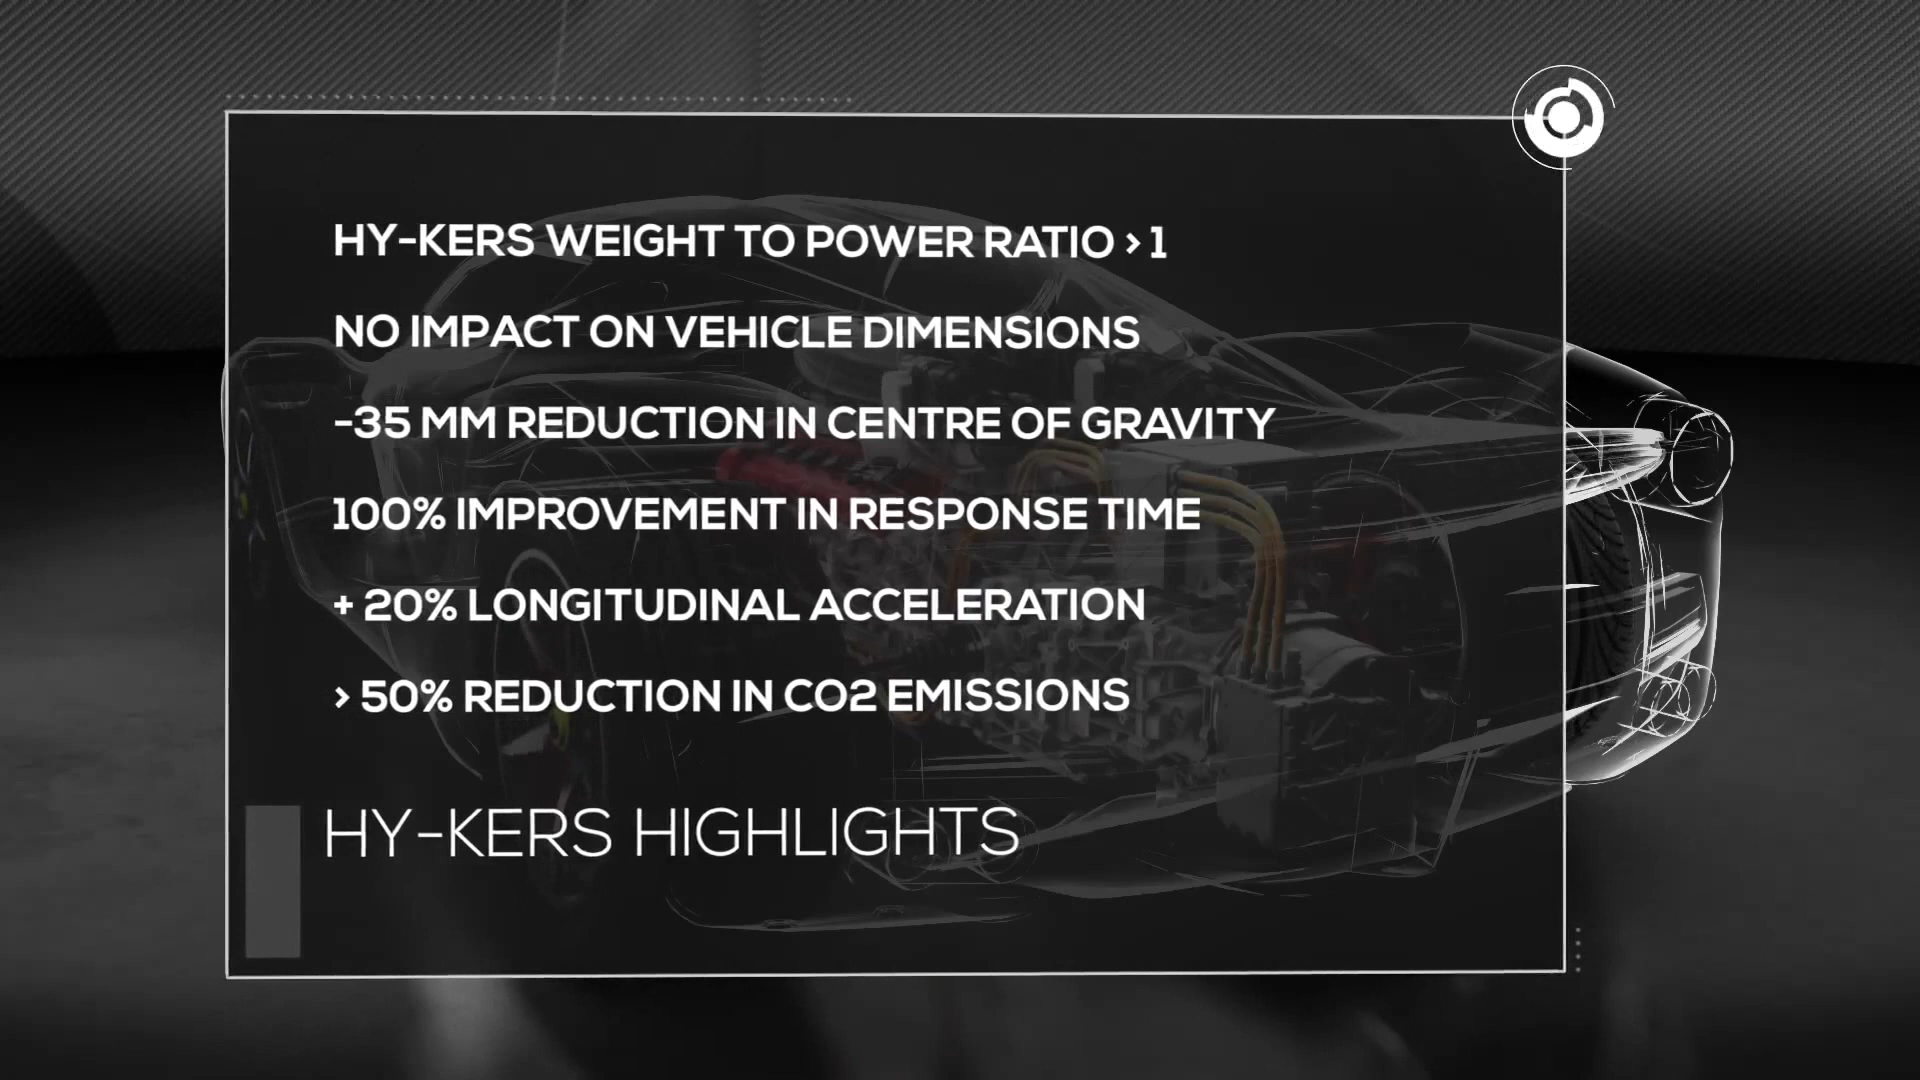 HY-KERS WEIGHT TO POWER RATIO > 1
NO IMPACT ON VEHICLE DIMENSIONS
-35 MM REDUCTION IN CENTRE OF GRAVITY
100% IMPROVEMENT IN RESPONSE TIME
+ 20% LONGITUDINAL ACCELERATION
> 50% REDUCTION IN CO2 EMISSIONS
HY-KERS HIGHLIGHTS